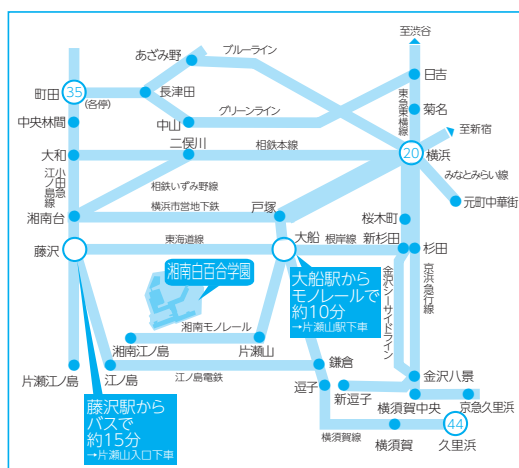 至渋谷
あざみ野
ブルーライン
日吉
町田
35
(各停)
長津田
東急東横線
菊名
中央林間
中山
グリーンライン
至新宿
二俣川
大和
相鉄本線
20
横浜
みなとみらい線
小田急
江ノ島線
相鉄いずみ野線
元町中華街
湘南台
横浜市営地下鉄
戸塚
桜木町
藤沢
東海道線
大船
根岸線
新杉田
杉田
湘南白百合学園
大船駅から
モノレールで
約10分
→片瀬山駅下車
金沢シーサイドライン
京浜急行線
湘南モノレール
湘南江ノ島
片瀬山
片瀬江ノ島
江ノ島
江ノ島電鉄
鎌倉
金沢八景
逗子
新逗子
横須賀中央
京急久里浜
藤沢駅から
バスで
約15分
→片瀬山入口下車
横須賀線
横須賀
44
久里浜